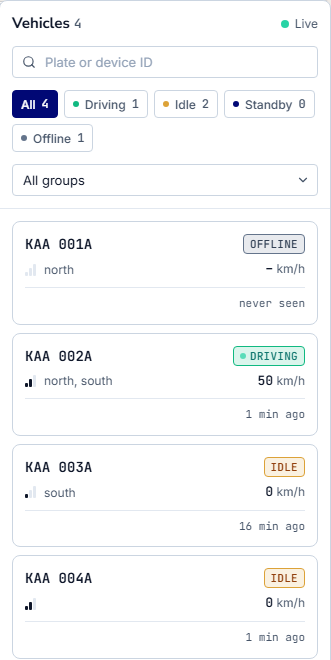 Vehicles 4 Live
Plate or device ID
All 4 Driving 1 Idle 2 Standby 0
Offline 1
All groups
KAA 001A OFFLINE
north – km/h
never seen
KAA 002A DRIVING
north, south 50 km/h
1 min ago
KAA 003A IDLE
south 0 km/h
16 min ago
KAA 004A IDLE
0 km/h
1 min ago